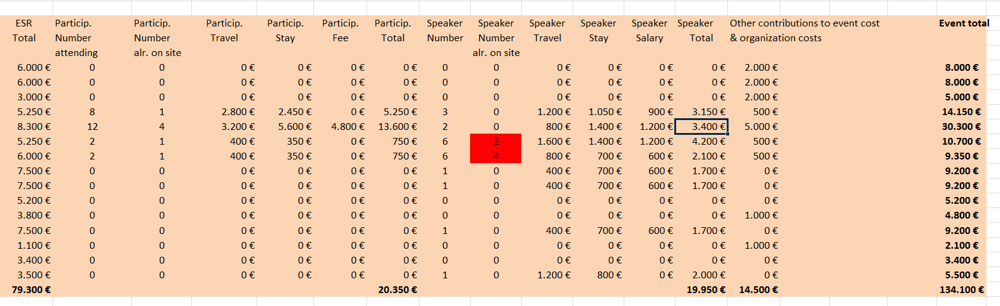 ESR Particip. Particip. Particip. Particip. Particip. Particip. Speaker Speaker Speaker Speaker Speaker Speaker Other contributions to event cost Event total
Total Number Number Travel Stay Fee Total Number Number Travel Stay Salary Total & organization costs
attending alr. on site alr. on site
6.000 € 0 0 0 € 0 € 0 € 0 € 0 0 0 € 0 € 0 € 0 € 2.000 € 8.000 €
6.000 € 0 0 0 € 0 € 0 € 0 € 0 0 0 € 0 € 0 € 0 € 2.000 € 8.000 €
3.000 € 0 0 0 € 0 € 0 € 0 € 0 0 0 € 0 € 0 € 0 € 2.000 € 5.000 €
5.250 € 8 1 2.800 € 2.450 € 0 € 5.250 € 3 0 1.200 € 1.050 € 900 € 3.150 € 500 € 14.150 €
8.300 € 12 4 3.200 € 5.600 € 4.800 € 13.600 € 2 0 800 € 1.400 € 1.200 € 3.400 € 5.000 € 30.300 €
5.250 € 2 1 400 € 350 € 0 € 750 € 6 2 1.600 € 1.400 € 1.200 € 4.200 € 500 € 10.700 €
6.000 € 2 1 400 € 350 € 0 € 750 € 6 4 800 € 700 € 600 € 2.100 € 500 € 9.350 €
7.500 € 0 0 0 € 0 € 0 € 0 € 1 0 400 € 700 € 600 € 1.700 € 0 € 9.200 €
7.500 € 0 0 0 € 0 € 0 € 0 € 1 0 400 € 700 € 600 € 1.700 € 0 € 9.200 €
5.200 € 0 0 0 € 0 € 0 € 0 € 0 0 0 € 0 € 0 € 0 € 0 € 5.200 €
3.800 € 0 0 0 € 0 € 0 € 0 € 0 0 0 € 0 € 0 € 0 € 1.000 € 4.800 €
7.500 € 0 0 0 € 0 € 0 € 0 € 1 0 400 € 700 € 600 € 1.700 € 0 € 9.200 €
1.100 € 0 0 0 € 0 € 0 € 0 € 0 0 0 € 0 € 0 € 0 € 1.000 € 2.100 €
3.400 € 0 0 0 € 0 € 0 € 0 € 0 0 0 € 0 € 0 € 0 € 0 € 3.400 €
3.500 € 0 0 0 € 0 € 0 € 0 € 1 0 1.200 € 800 € 0 € 2.000 € 0 € 5.500 €
79.300 € 20.350 € 19.950 € 14.500 € 134.100 €